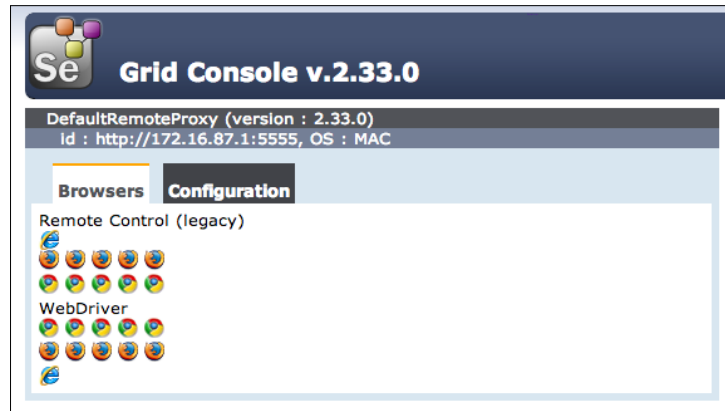 Se
Grid Console v.2.33.0
DefaultRemoteProxy (version : 2.33.0)
id : http://172.16.87.1:5555, OS : MAC
Browsers Configuration
Remote Control (legacy)
WebDriver